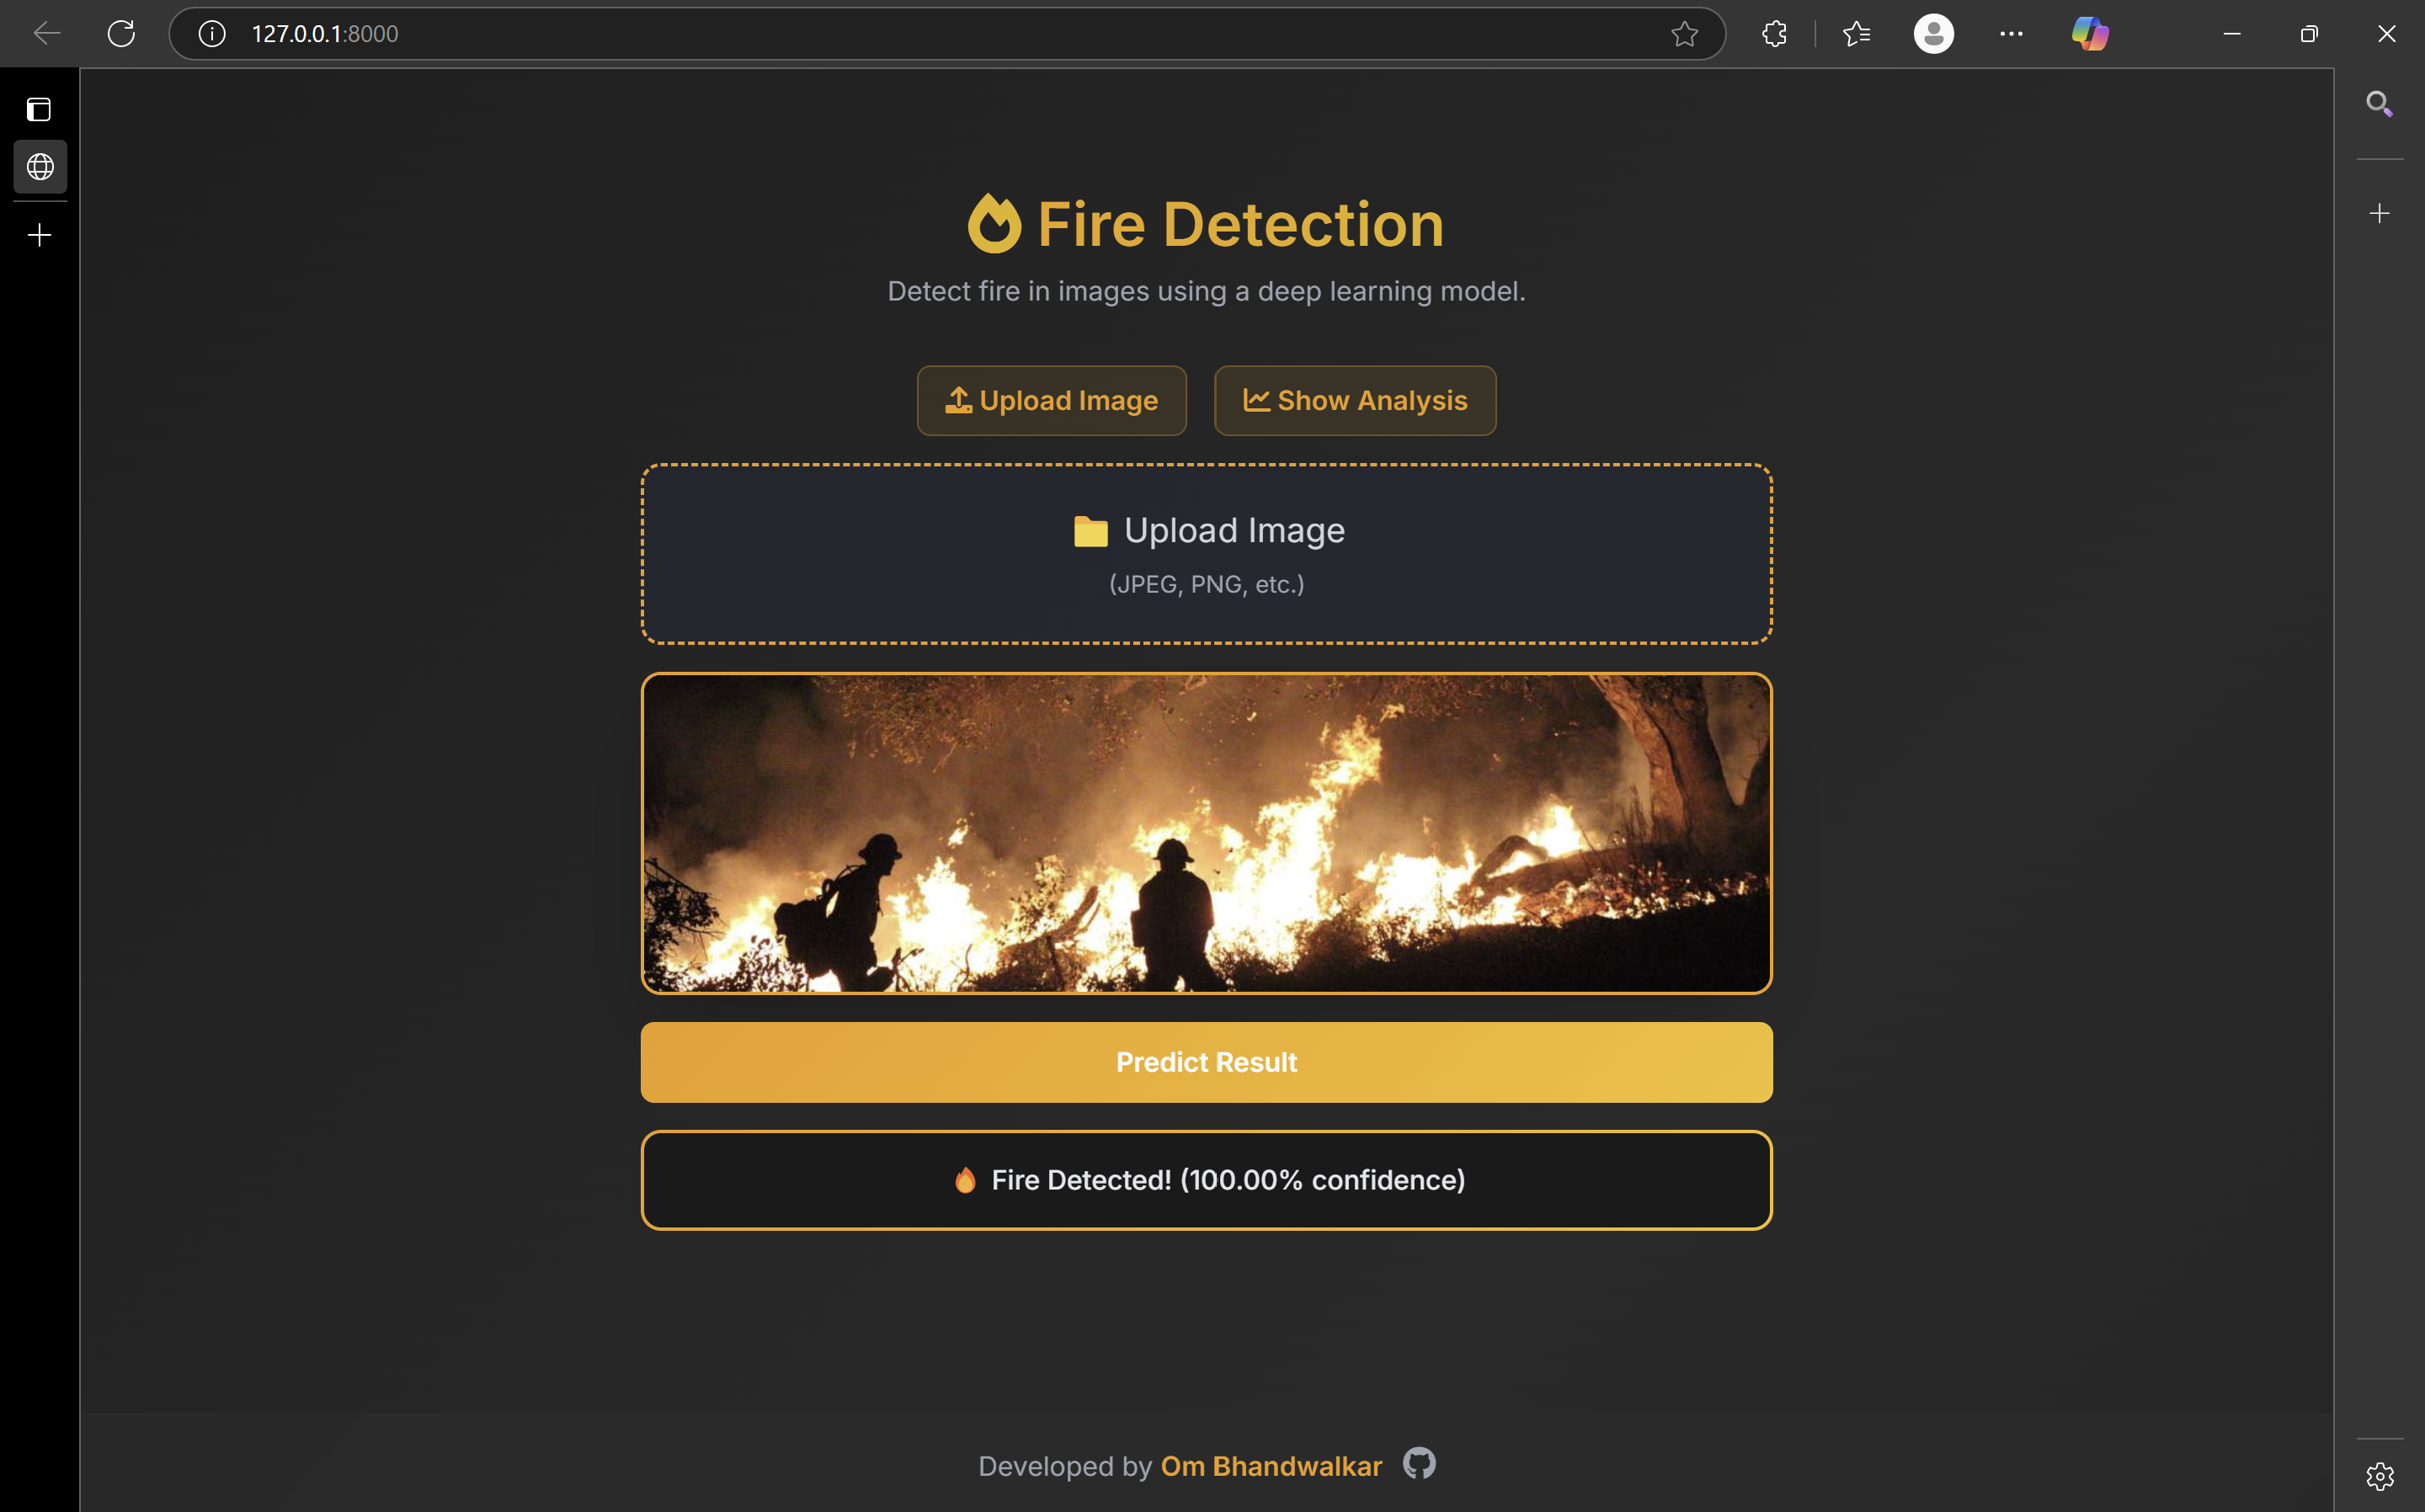 127.0.0.1:8000
Fire Detection
Detect fire in images using a deep learning model.
Upload Image
Show Analysis
Upload Image
(JPEG, PNG, etc.)
Predict Result
Fire Detected! (100.00% confidence)
Developed by Om Bhandwalkar